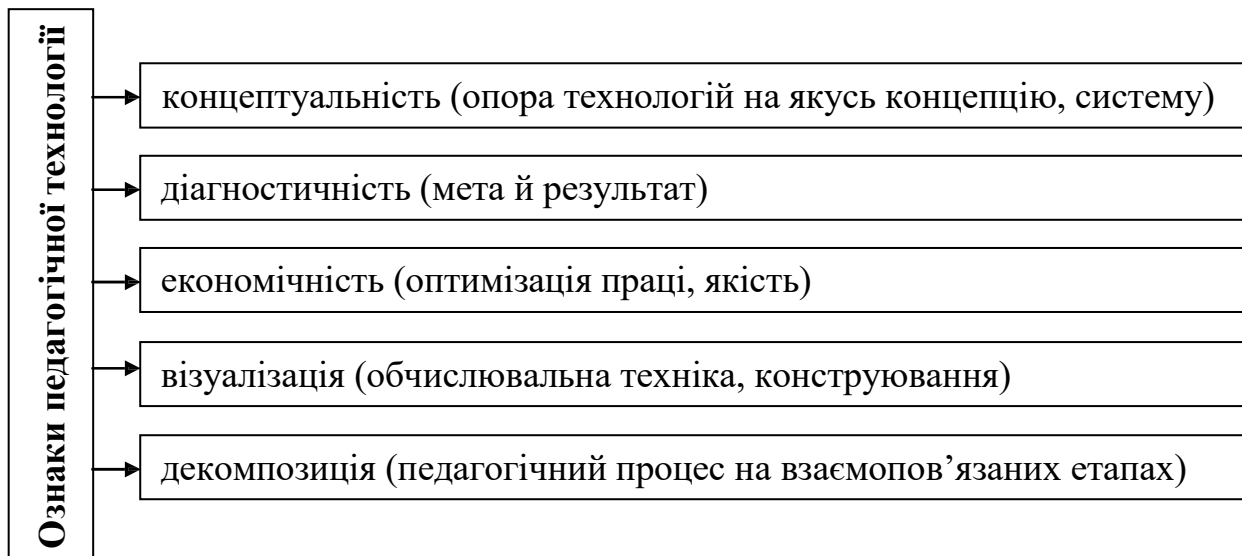 Ознаки педагогічної технології
концептуальність (опора технологій на якусь концепцію, систему)
діагностичність (мета й результат)
економічність (оптимізація праці, якість)
візуалізація (обчислювальна техніка, конструювання)
декомпозиція (педагогічний процес на взаємопов’язаних етапах)